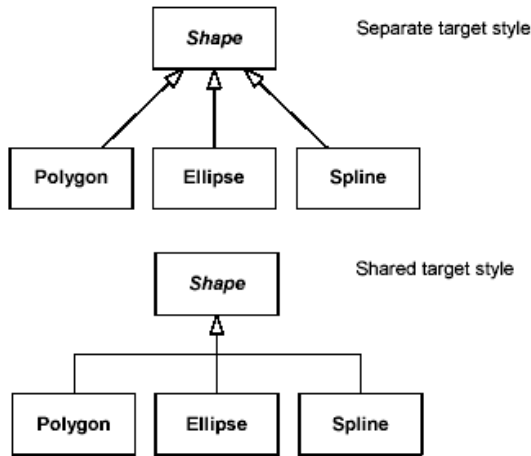 Shape
Separate target style
Polygon
Ellipse
Spline
Shape
Shared target style
Polygon
Ellipse
Spline